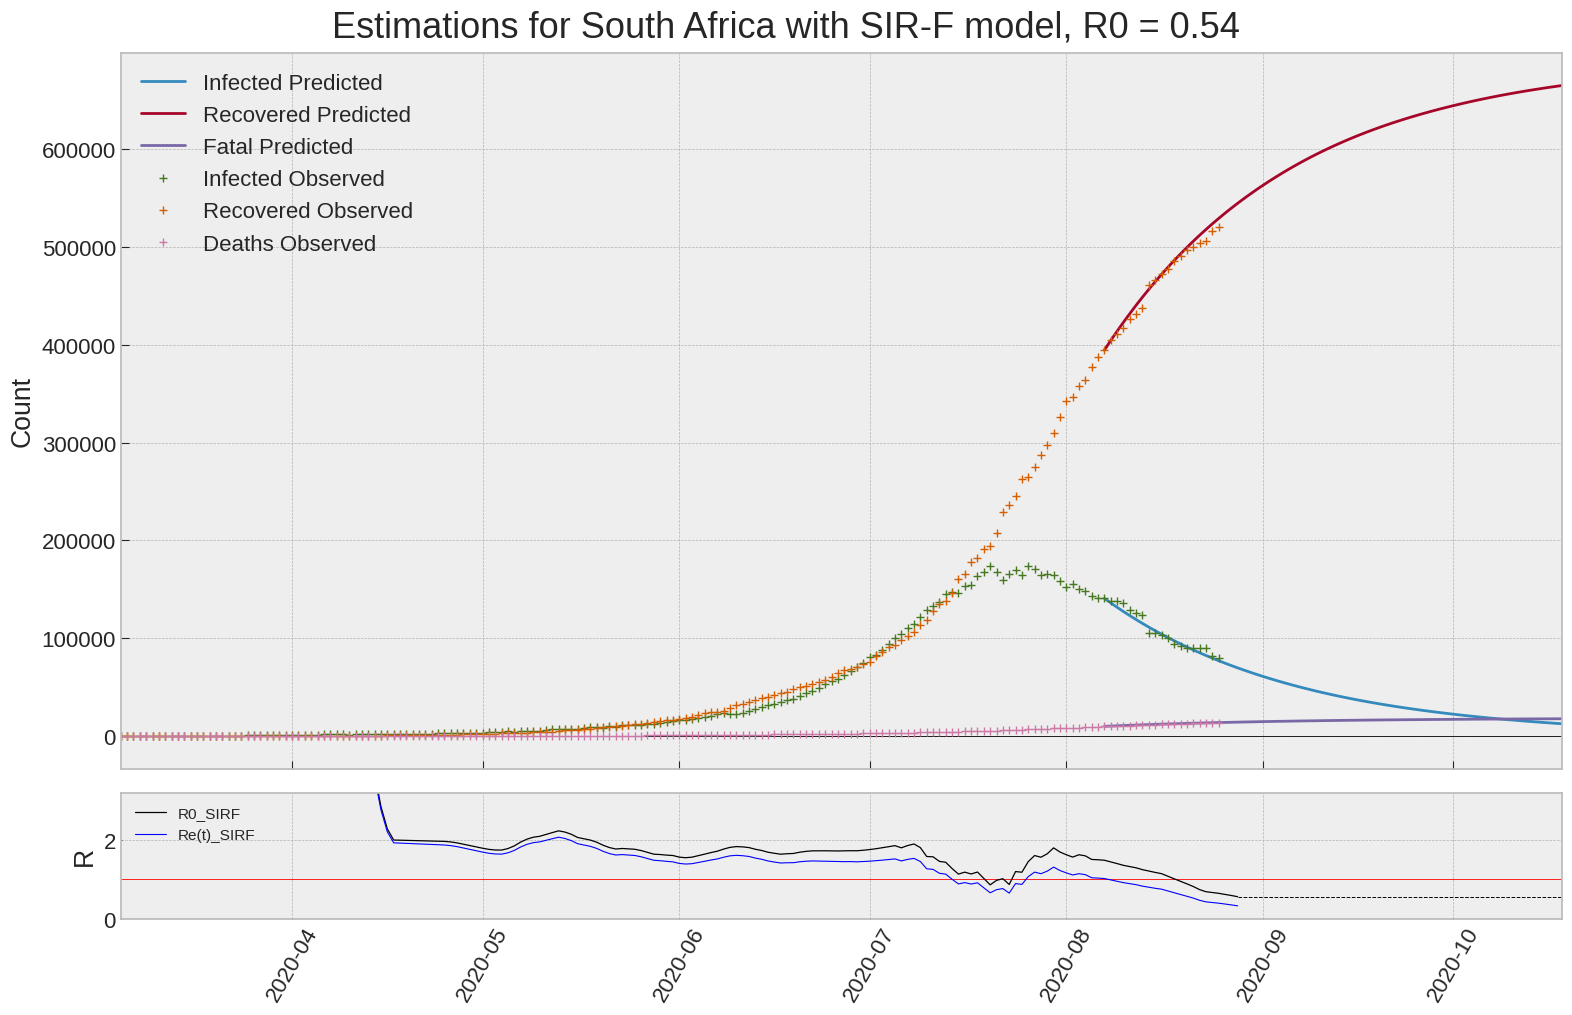 Estimations for South Africa with SIR-F model, R0 = 0.54
Infected Predicted
Recovered Predicted
Fatal Predicted
Infected Observed
Recovered Observed
Deaths Observed
600000
500000
400000
300000
200000
100000
0
Count
R0_SIRF
Re(t)_SIRF
2
0
R
2020-04
2020-05
2020-06
2020-07
2020-08
2020-09
2020-10